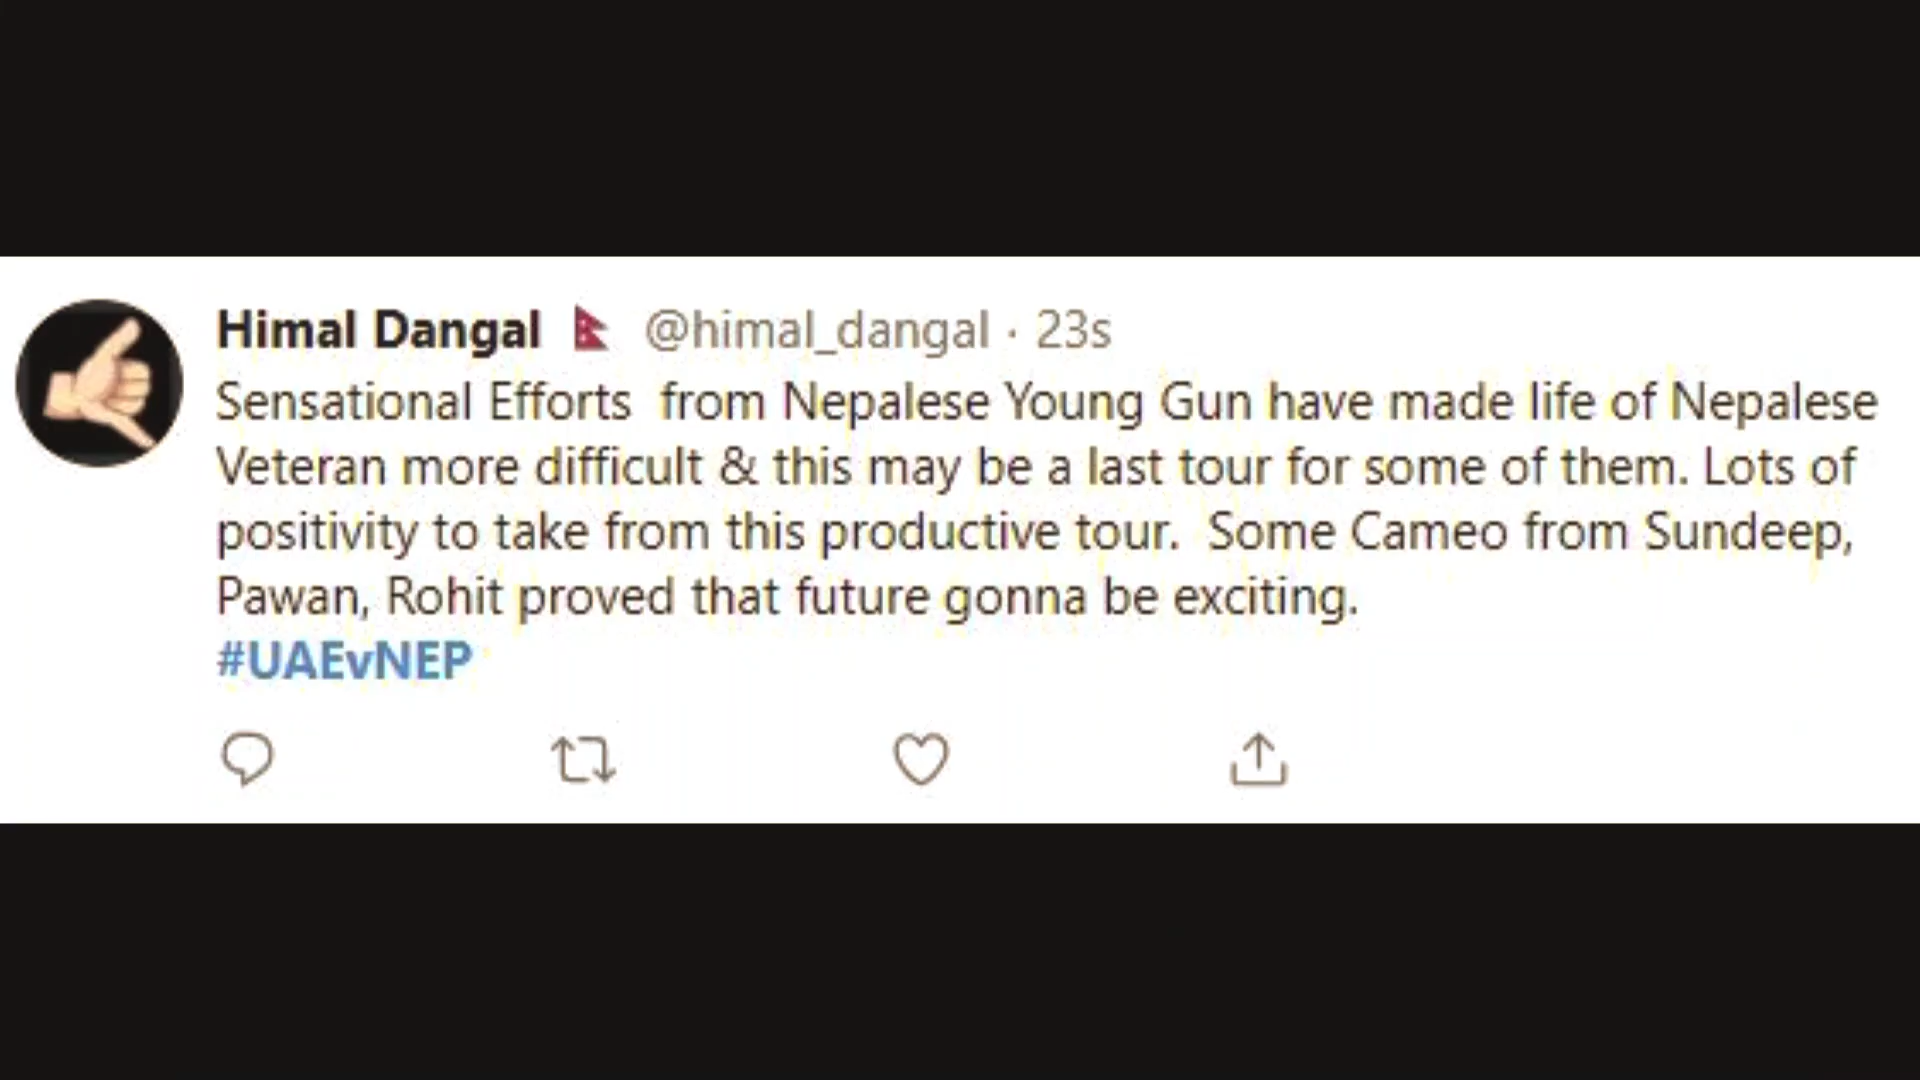 Himal Dangal 🇳🇵 @himal_dangal · 23s
Sensational Efforts  from Nepalese Young Gun have made life of Nepalese
Veteran more difficult & this may be a last tour for some of them. Lots of
positivity to take from this productive tour.  Some Cameo from Sundeep,
Pawan, Rohit proved that future gonna be exciting.
#UAEvNEP